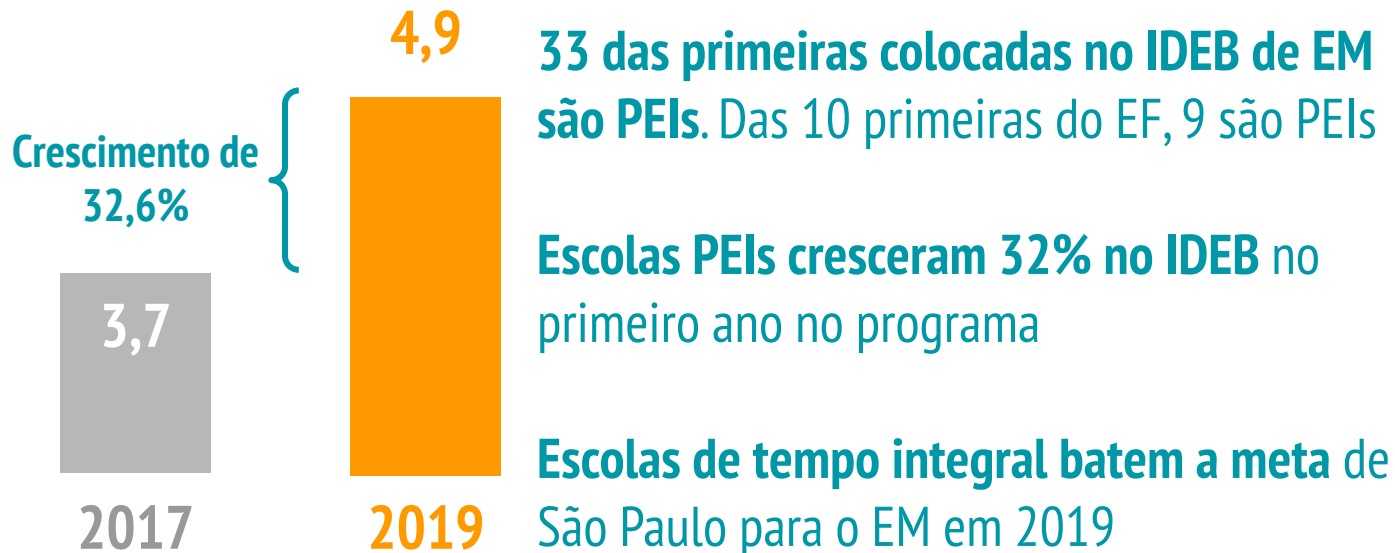 4,9
Crescimento de
32,6%
3,7
2017
2019
33 das primeiras colocadas no IDEB de EM
são PEIs. Das 10 primeiras do EF, 9 são PEIs
Escolas PEIs cresceram 32% no IDEB no
primeiro ano no programa
Escolas de tempo integral batem a meta de
São Paulo para o EM em 2019